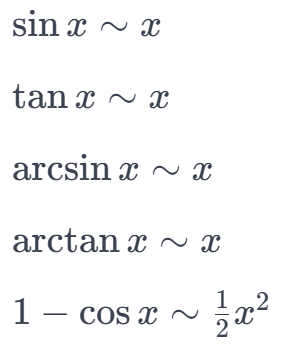 sin x ∼ x
tan x ∼ x
arcsin x ∼ x
arctan x ∼ x
1 − cos x ∼ ½x²